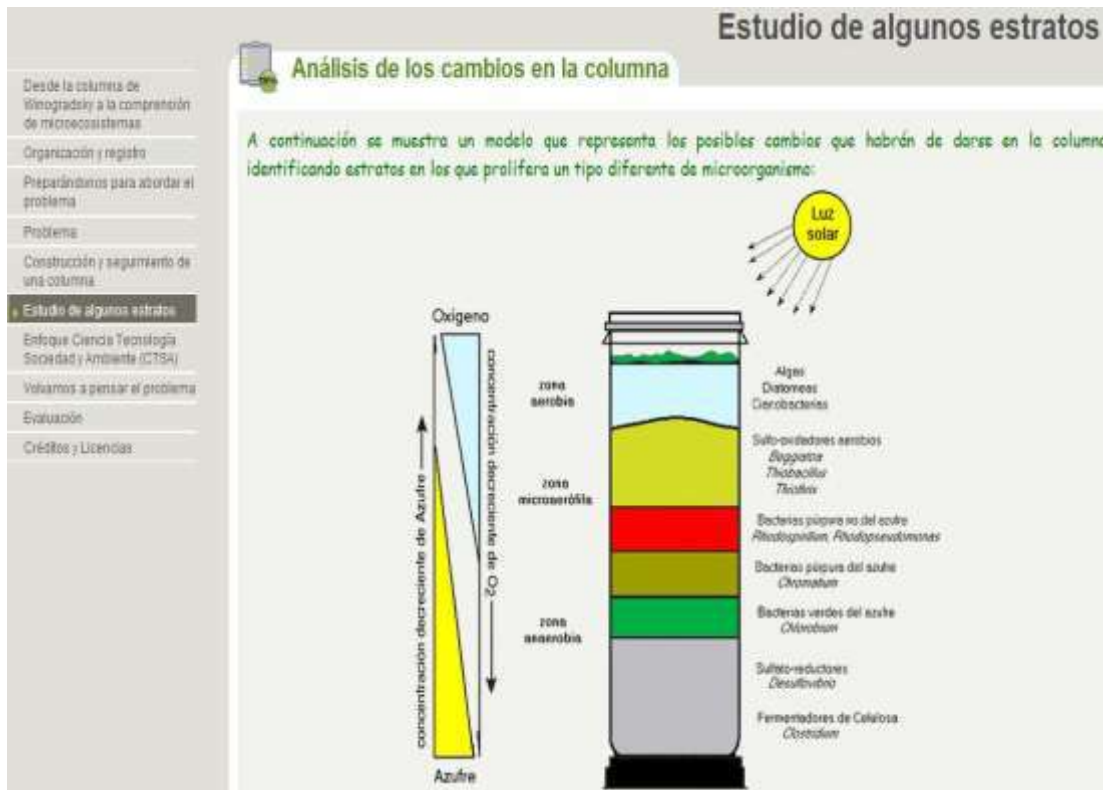 Estudio de algunos estratos
Análisis de los cambios en la columna
Desde la columna de
Winogradsky a la comprensión
de microecosistemas
Organización y registro
Preparándonos para abordar el
problema
Problema
Construcción y seguimiento de
una columna
Estudio de algunos estratos
Enfoque Ciencia Tecnología
Sociedad y Ambiente (CTSA)
Volvamos a pensar el problema
Evaluación
Créditos y Licencias
A continuación se muestra un modelo que representa los posibles cambios que habrán de darse en la columna
identificando estratos en los que prolifera un tipo diferente de microorganismo:
Luz
solar
Oxígeno
concentración decreciente de Azufre
concentración decreciente de O2
Azufre
zona
aerobia
zona
microaerófila
zona
anaerobia
Algas
Diatomeas
Cianobacterias
Sulfo-oxidadores aerobios
Beggiatoa
Thiobacillus
Thiothrix
Bacterias púrpura no del azufre
Rhodospirillum, Rhodopseudomonas
Bacterias púrpura del azufre
Chromatium
Bacterias verdes del azufre
Chlorobium
Sulfato-reductores
Desulfovibrio
Fermentadores de Celulosa
Clostridium